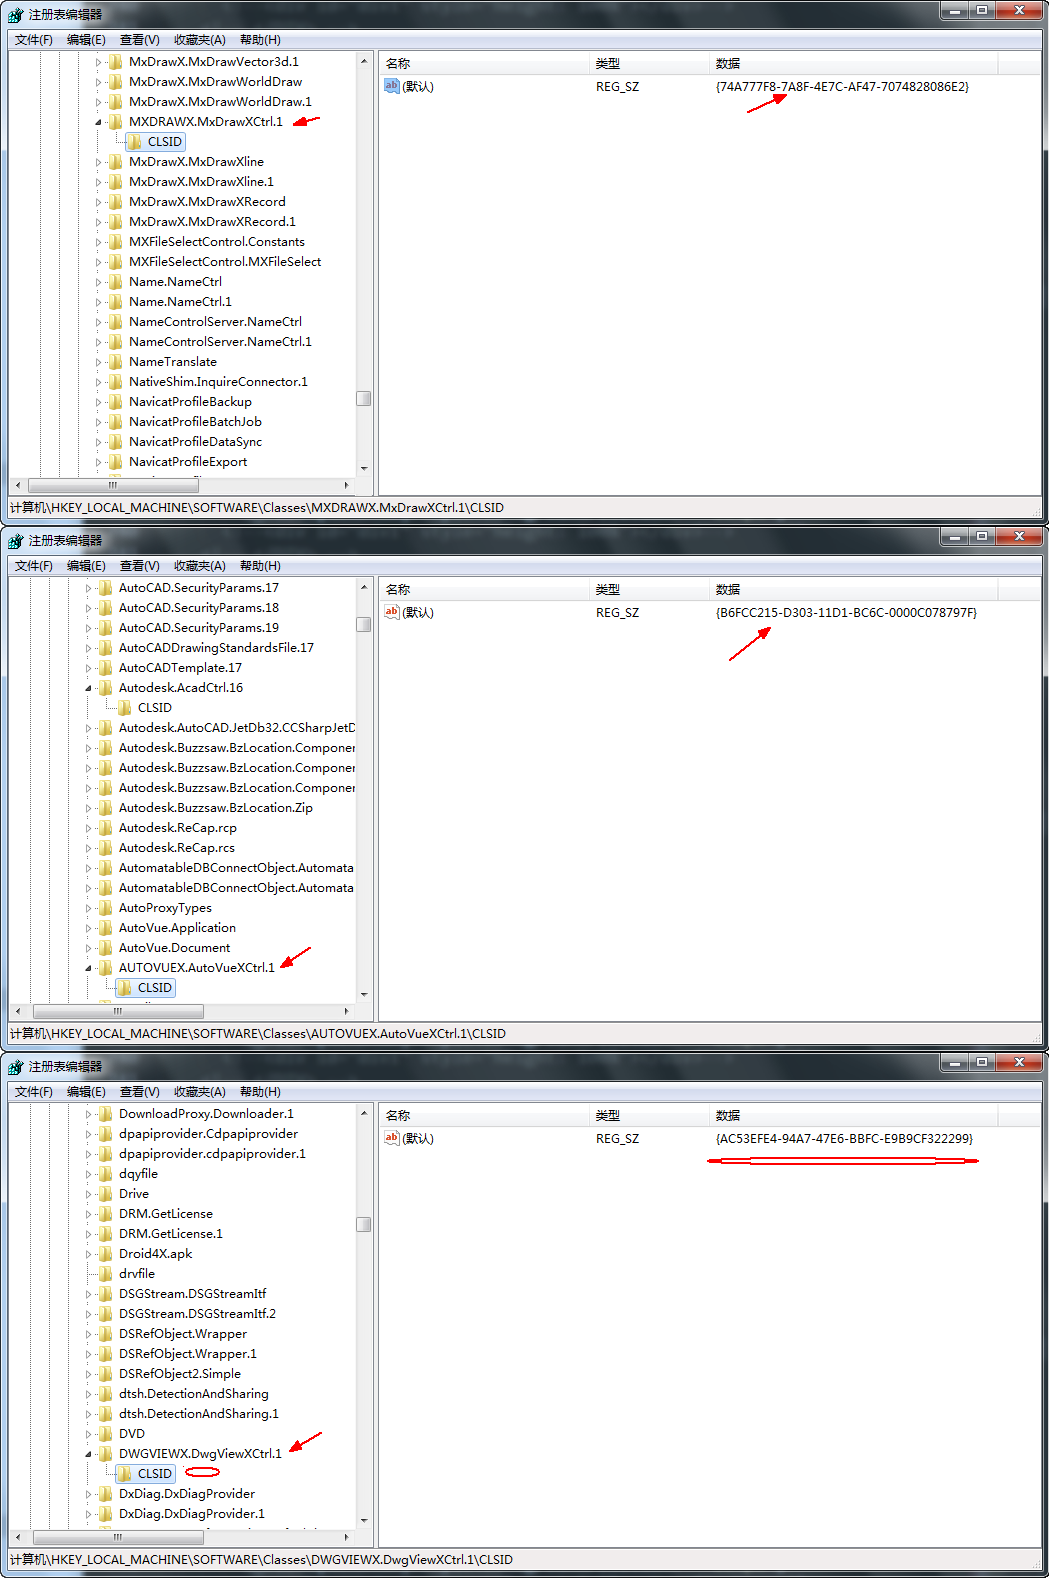 注册表编辑器
文件(F) 编辑(E) 查看(V) 收藏夹(A) 帮助(H)
MxDrawX.MxDrawVector3d.1
MxDrawX.MxDrawWorldDraw
MxDrawX.MxDrawWorldDraw.1
MXDRAWX.MxDrawXCtrl.1
CLSID
MxDrawX.MxDrawXline
MxDrawX.MxDrawXline.1
MxDrawX.MxDrawXRecord
MxDrawX.MxDrawXRecord.1
MXFileSelectControl.Constants
MXFileSelectControl.MXFileSelect
Name.NameCtrl
Name.NameCtrl.1
NameControlServer.NameCtrl
NameControlServer.NameCtrl.1
NameTranslate
NativeShim.InquireConnector.1
NavicatProfileBackup
NavicatProfileBatchJob
NavicatProfileDataSync
NavicatProfileExport
名称 类型 数据
ab (默认) REG_SZ {74A777F8-7A8F-4E7C-AF47-7074828086E2}
计算机\HKEY_LOCAL_MACHINE\SOFTWARE\Classes\MXDRAWX.MxDrawXCtrl.1\CLSID
注册表编辑器
文件(F) 编辑(E) 查看(V) 收藏夹(A) 帮助(H)
AutoCAD.SecurityParams.17
AutoCAD.SecurityParams.18
AutoCAD.SecurityParams.19
AutoCADDrawingStandardsFile.17
AutoCADTemplate.17
Autodesk.AcadCtrl.16
CLSID
Autodesk.AutoCAD.JetDb32.CCSharpJetD
Autodesk.Buzzsaw.BzLocation.Componer
Autodesk.Buzzsaw.BzLocation.Componer
Autodesk.Buzzsaw.BzLocation.Componer
Autodesk.Buzzsaw.BzLocation.Zip
Autodesk.ReCap.rcp
Autodesk.ReCap.rcs
AutomatableDBConnectObject.Automata
AutomatableDBConnectObject.Automata
AutoProxyTypes
AutoVue.Application
AutoVue.Document
AUTOVUEX.AutoVueXCtrl.1
CLSID
名称 类型 数据
ab (默认) REG_SZ {B6FCC215-D303-11D1-BC6C-0000C078797F}
计算机\HKEY_LOCAL_MACHINE\SOFTWARE\Classes\AUTOVUEX.AutoVueXCtrl.1\CLSID
注册表编辑器
文件(F) 编辑(E) 查看(V) 收藏夹(A) 帮助(H)
DownloadProxy.Downloader.1
dpapiprovider.Cdpapiprovider
dpapiprovider.cdpapiprovider.1
dqyfile
Drive
DRM.GetLicense
DRM.GetLicense.1
Droid4X.apk
drvfile
DSGStream.DSGStreamItf
DSGStream.DSGStreamItf.2
DSRefObject.Wrapper
DSRefObject.Wrapper.1
DSRefObject2.Simple
dtsh.DetectionAndSharing
dtsh.DetectionAndSharing.1
DVD
DWGVIEWX.DwgViewXCtrl.1
CLSID
DxDiag.DxDiagProvider
DxDiag.DxDiagProvider.1
名称 类型 数据
ab (默认) REG_SZ {AC53EFE4-94A7-47E6-BBFC-E9B9CF322299}
计算机\HKEY_LOCAL_MACHINE\SOFTWARE\Classes\DWGVIEWX.DwgViewXCtrl.1\CLSID